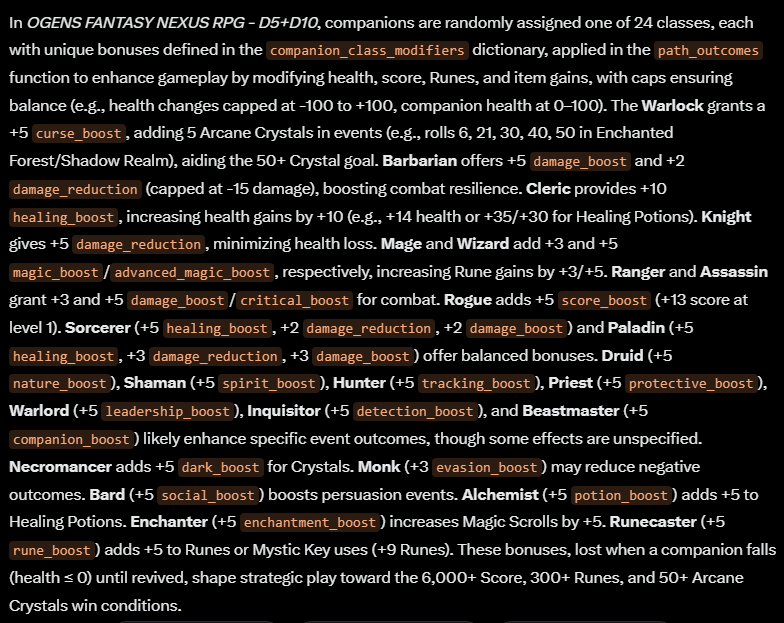 In OGENS FANTASY NEXUS RPG - D5+D10, companions are randomly assigned one of 24 classes, each
with unique bonuses defined in the companion_class_modifiers dictionary, applied in the path_outcomes
function to enhance gameplay by modifying health, score, Runes, and item gains, with caps ensuring
balance (e.g., health changes capped at -100 to +100, companion health at 0–100). The Warlock grants a
+5 curse_boost, adding 5 Arcane Crystals in events (e.g., rolls 6, 21, 30, 40, 50 in Enchanted
Forest/Shadow Realm), aiding the 50+ Crystal goal. Barbarian offers +5 damage_boost and +2
damage_reduction (capped at -15 damage), boosting combat resilience. Cleric provides +10
healing_boost, increasing health gains by +10 (e.g., +14 health or +35/+30 for Healing Potions). Knight
gives +5 damage_reduction, minimizing health loss. Mage and Wizard add +3 and +5
magic_boost/advanced_magic_boost, respectively, increasing Rune gains by +3/+5. Ranger and Assassin
grant +3 and +5 damage_boost/critical_boost for combat. Rogue adds +5 score_boost (+13 score at
level 1). Sorcerer (+5 healing_boost, +2 damage_reduction, +2 damage_boost) and Paladin (+5
healing_boost, +3 damage_reduction, +3 damage_boost) offer balanced bonuses. Druid (+5
nature_boost), Shaman (+5 spirit_boost), Hunter (+5 tracking_boost), Priest (+5 protective_boost),
Warlord (+5 leadership_boost), Inquisitor (+5 detection_boost), and Beastmaster (+5
companion_boost) likely enhance specific event outcomes, though some effects are unspecified.
Necromancer adds +5 dark_boost for Crystals. Monk (+3 evasion_boost) may reduce negative
outcomes. Bard (+5 social_boost) boosts persuasion events. Alchemist (+5 potion_boost) adds +5 to
Healing Potions. Enchanter (+5 enchantment_boost) increases Magic Scrolls by +5. Runecaster (+5
rune_boost) adds +5 to Runes or Mystic Key uses (+9 Runes). These bonuses, lost when a companion falls
(health ≤ 0) until revived, shape strategic play toward the 6,000+ Score, 300+ Runes, and 50+ Arcane
Crystals win conditions.